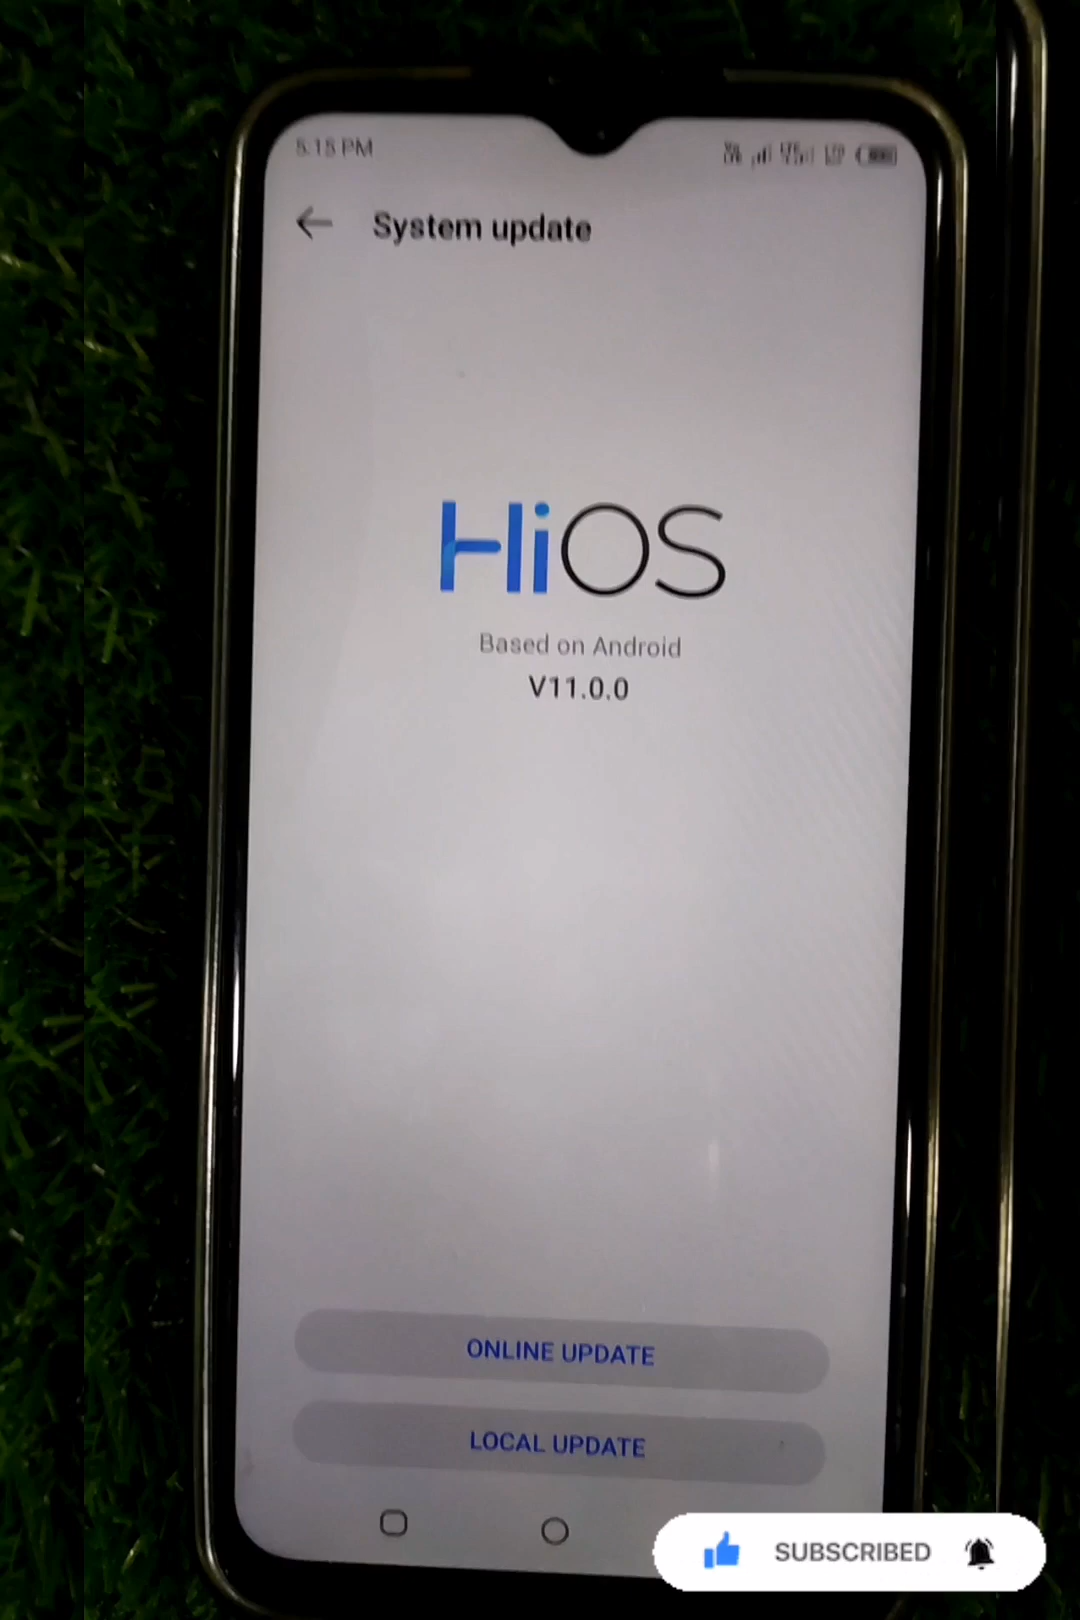 5:15 PM
System update
HiOS
Based on Android
V11.0.0
ONLINE UPDATE
LOCAL UPDATE
SUBSCRIBED